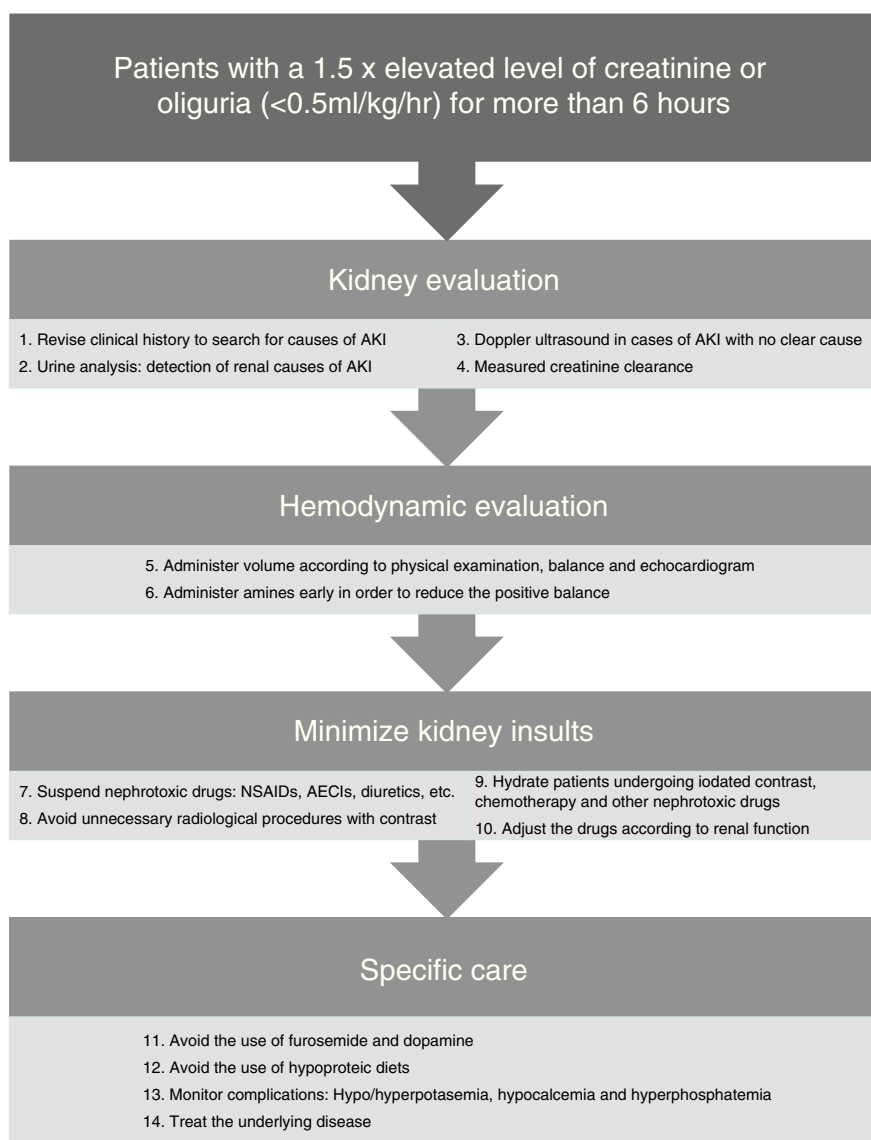 Patients with a 1.5 x elevated level of creatinine or
oliguria (<0.5ml/kg/hr) for more than 6 hours
Kidney evaluation
1. Revise clinical history to search for causes of AKI
2. Urine analysis: detection of renal causes of AKI
3. Doppler ultrasound in cases of AKI with no clear cause
4. Measured creatinine clearance
Hemodynamic evaluation
5. Administer volume according to physical examination, balance and echocardiogram
6. Administer amines early in order to reduce the positive balance
Minimize kidney insults
7. Suspend nephrotoxic drugs: NSAIDs, AECIs, diuretics, etc.
8. Avoid unnecessary radiological procedures with contrast
9. Hydrate patients undergoing iodated contrast,
chemotherapy and other nephrotoxic drugs
10. Adjust the drugs according to renal function
Specific care
11. Avoid the use of furosemide and dopamine
12. Avoid the use of hypoproteic diets
13. Monitor complications: Hypo/hyperpotasemia, hypocalcemia and hyperphosphatemia
14. Treat the underlying disease